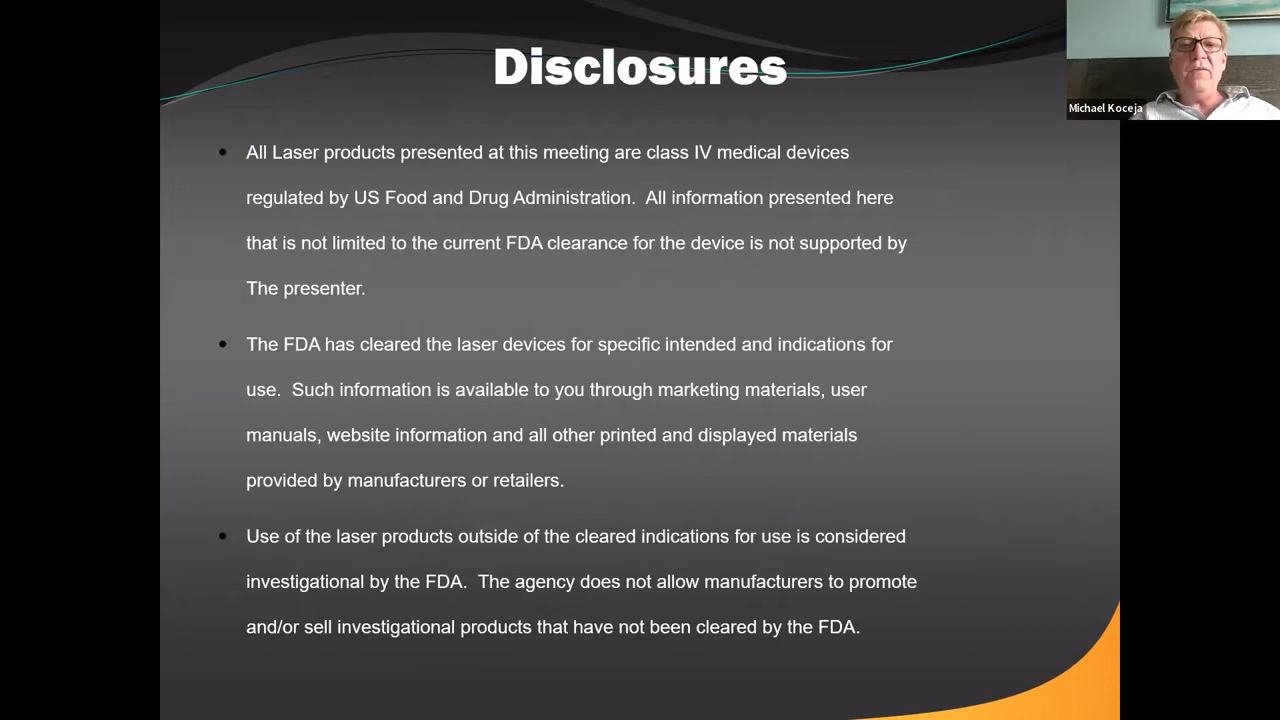 Disclosures
Michael Koceja
All Laser products presented at this meeting are class IV medical devices
regulated by US Food and Drug Administration.  All information presented here
that is not limited to the current FDA clearance for the device is not supported by
The presenter.
The FDA has cleared the laser devices for specific intended and indications for
use.  Such information is available to you through marketing materials, user
manuals, website information and all other printed and displayed materials
provided by manufacturers or retailers.
Use of the laser products outside of the cleared indications for use is considered
investigational by the FDA.  The agency does not allow manufacturers to promote
and/or sell investigational products that have not been cleared by the FDA.